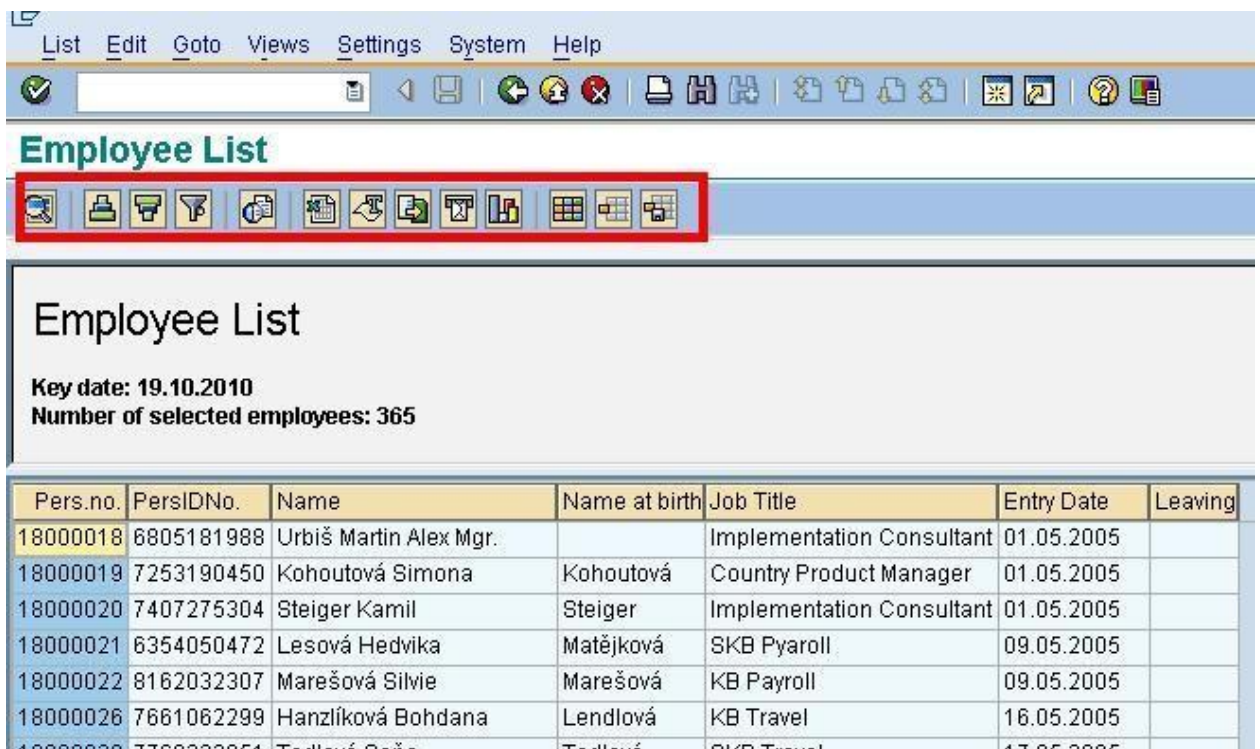 List Edit Goto Views Settings System Help
Employee List
Employee List
Key date: 19.10.2010
Number of selected employees: 365
Pers.no. PersIDNo. Name Name at birth Job Title Entry Date Leaving
18000018 6805181988 Urbiš Martin Alex Mgr. Implementation Consultant 01.05.2005
18000019 7253190450 Kohoutová Simona Kohoutová Country Product Manager 01.05.2005
18000020 7407275304 Steiger Kamil Steiger Implementation Consultant 01.05.2005
18000021 6354050472 Lesová Hedvika Matějková SKB Pyaroll 09.05.2005
18000022 8162032307 Marešová Silvie Marešová KB Payroll 09.05.2005
18000026 7661062299 Hanzlíková Bohdana Lendlová KB Travel 16.05.2005